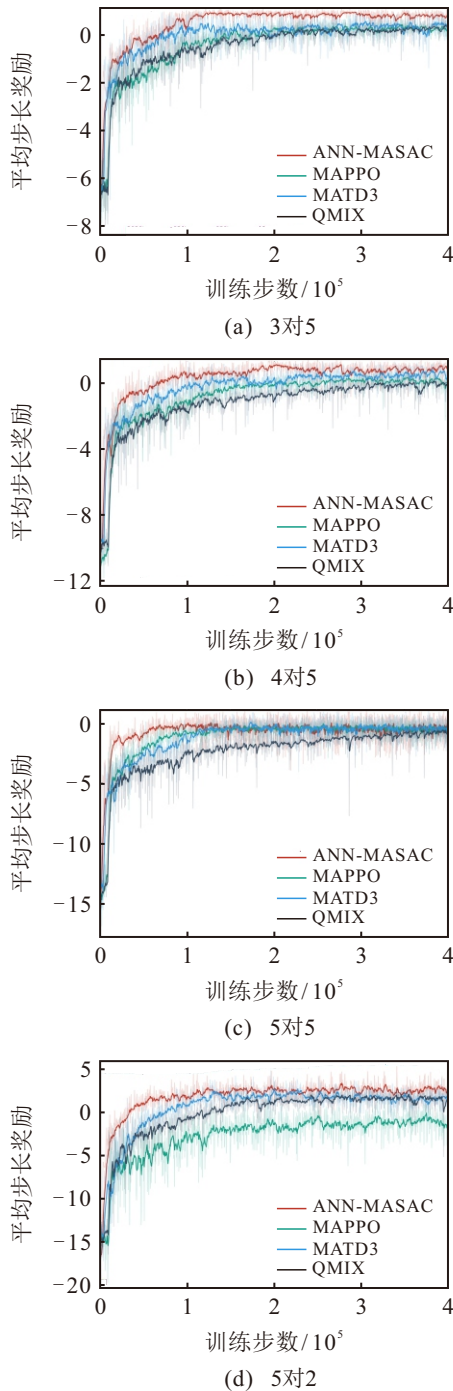 平均步长奖励
0
−2
−4
−6
−8
ANN-MASAC
MAPPO
MATD3
QMIX
0 1 2 3 4
训练步数/10⁵
(a) 3对5
平均步长奖励
0
−4
−8
−12
ANN-MASAC
MAPPO
MATD3
QMIX
0 1 2 3 4
训练步数/10⁵
(b) 4对5
平均步长奖励
0
−5
−10
−15
ANN-MASAC
MAPPO
MATD3
QMIX
0 1 2 3 4
训练步数/10⁵
(c) 5对5
平均步长奖励
5
0
−5
−10
−15
−20
ANN-MASAC
MAPPO
MATD3
QMIX
0 1 2 3 4
训练步数/10⁵
(d) 5对2